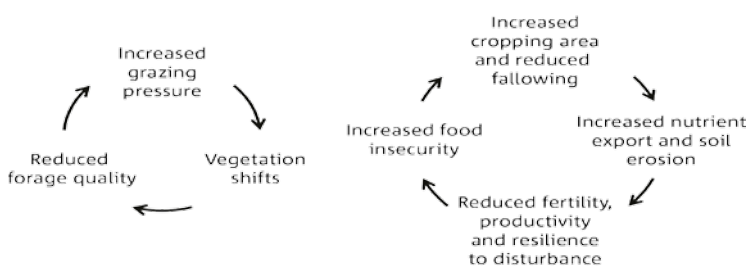 Increased
grazing
pressure
Vegetation
shifts
Reduced
forage quality
Increased
cropping area
and reduced
fallowing
Increased nutrient
export and soil
erosion
Reduced fertility,
productivity
and resilience
to disturbance
Increased food
insecurity